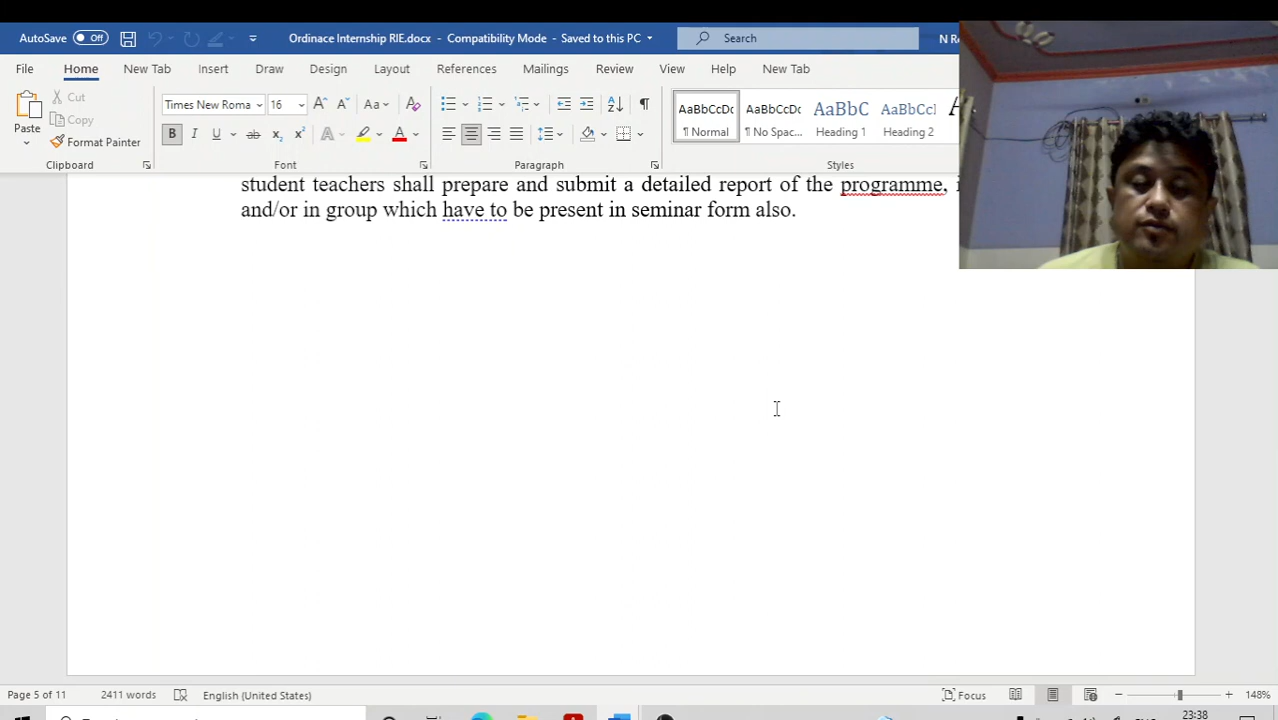 AutoSave Off Ordinace Internship RIE.docx - Compatibility Mode - Saved to this PC Search N R
File Home New Tab Insert Draw Design Layout References Mailings Review View Help New Tab
Paste Cut Copy Format Painter
Times New Roma 16
AaBbCcDc AaBbCcDc AaBbC AaBbCcI A
¶ Normal ¶ No Spac... Heading 1 Heading 2
Clipboard Font Paragraph Styles
student teachers shall prepare and submit a detailed report of the programme,
and/or in group which have to be present in seminar form also.
Page 5 of 11 2411 words English (United States) Focus 148%
23:38